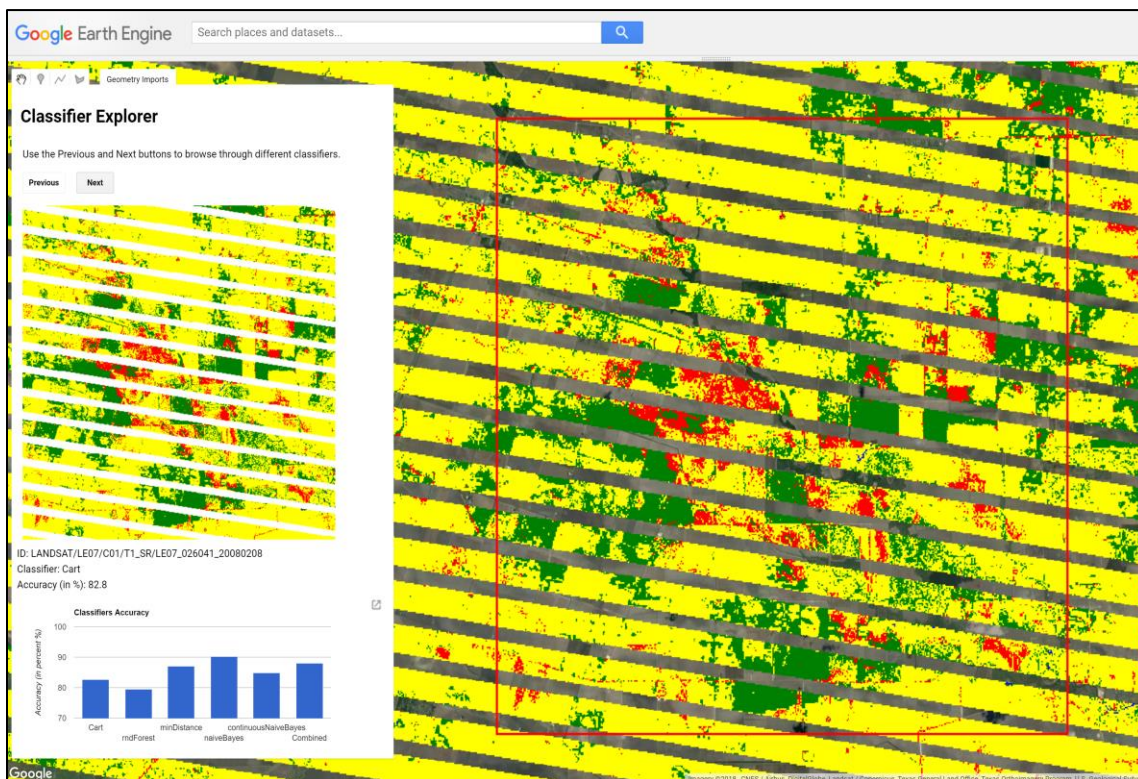 Google Earth Engine
Search places and datasets...
Geometry Imports
Classifier Explorer
Use the Previous and Next buttons to browse through different classifiers.
Previous Next
ID: LANDSAT/LE07/C01/T1_SR/LE07_026041_20080208
Classifier: Cart
Accuracy (in %): 82.8
Classifiers Accuracy
Accuracy (in percent %)
100
90
80
70
Cart minDistance continuousNaiveBayes
rndForest naiveBayes Combined
Google